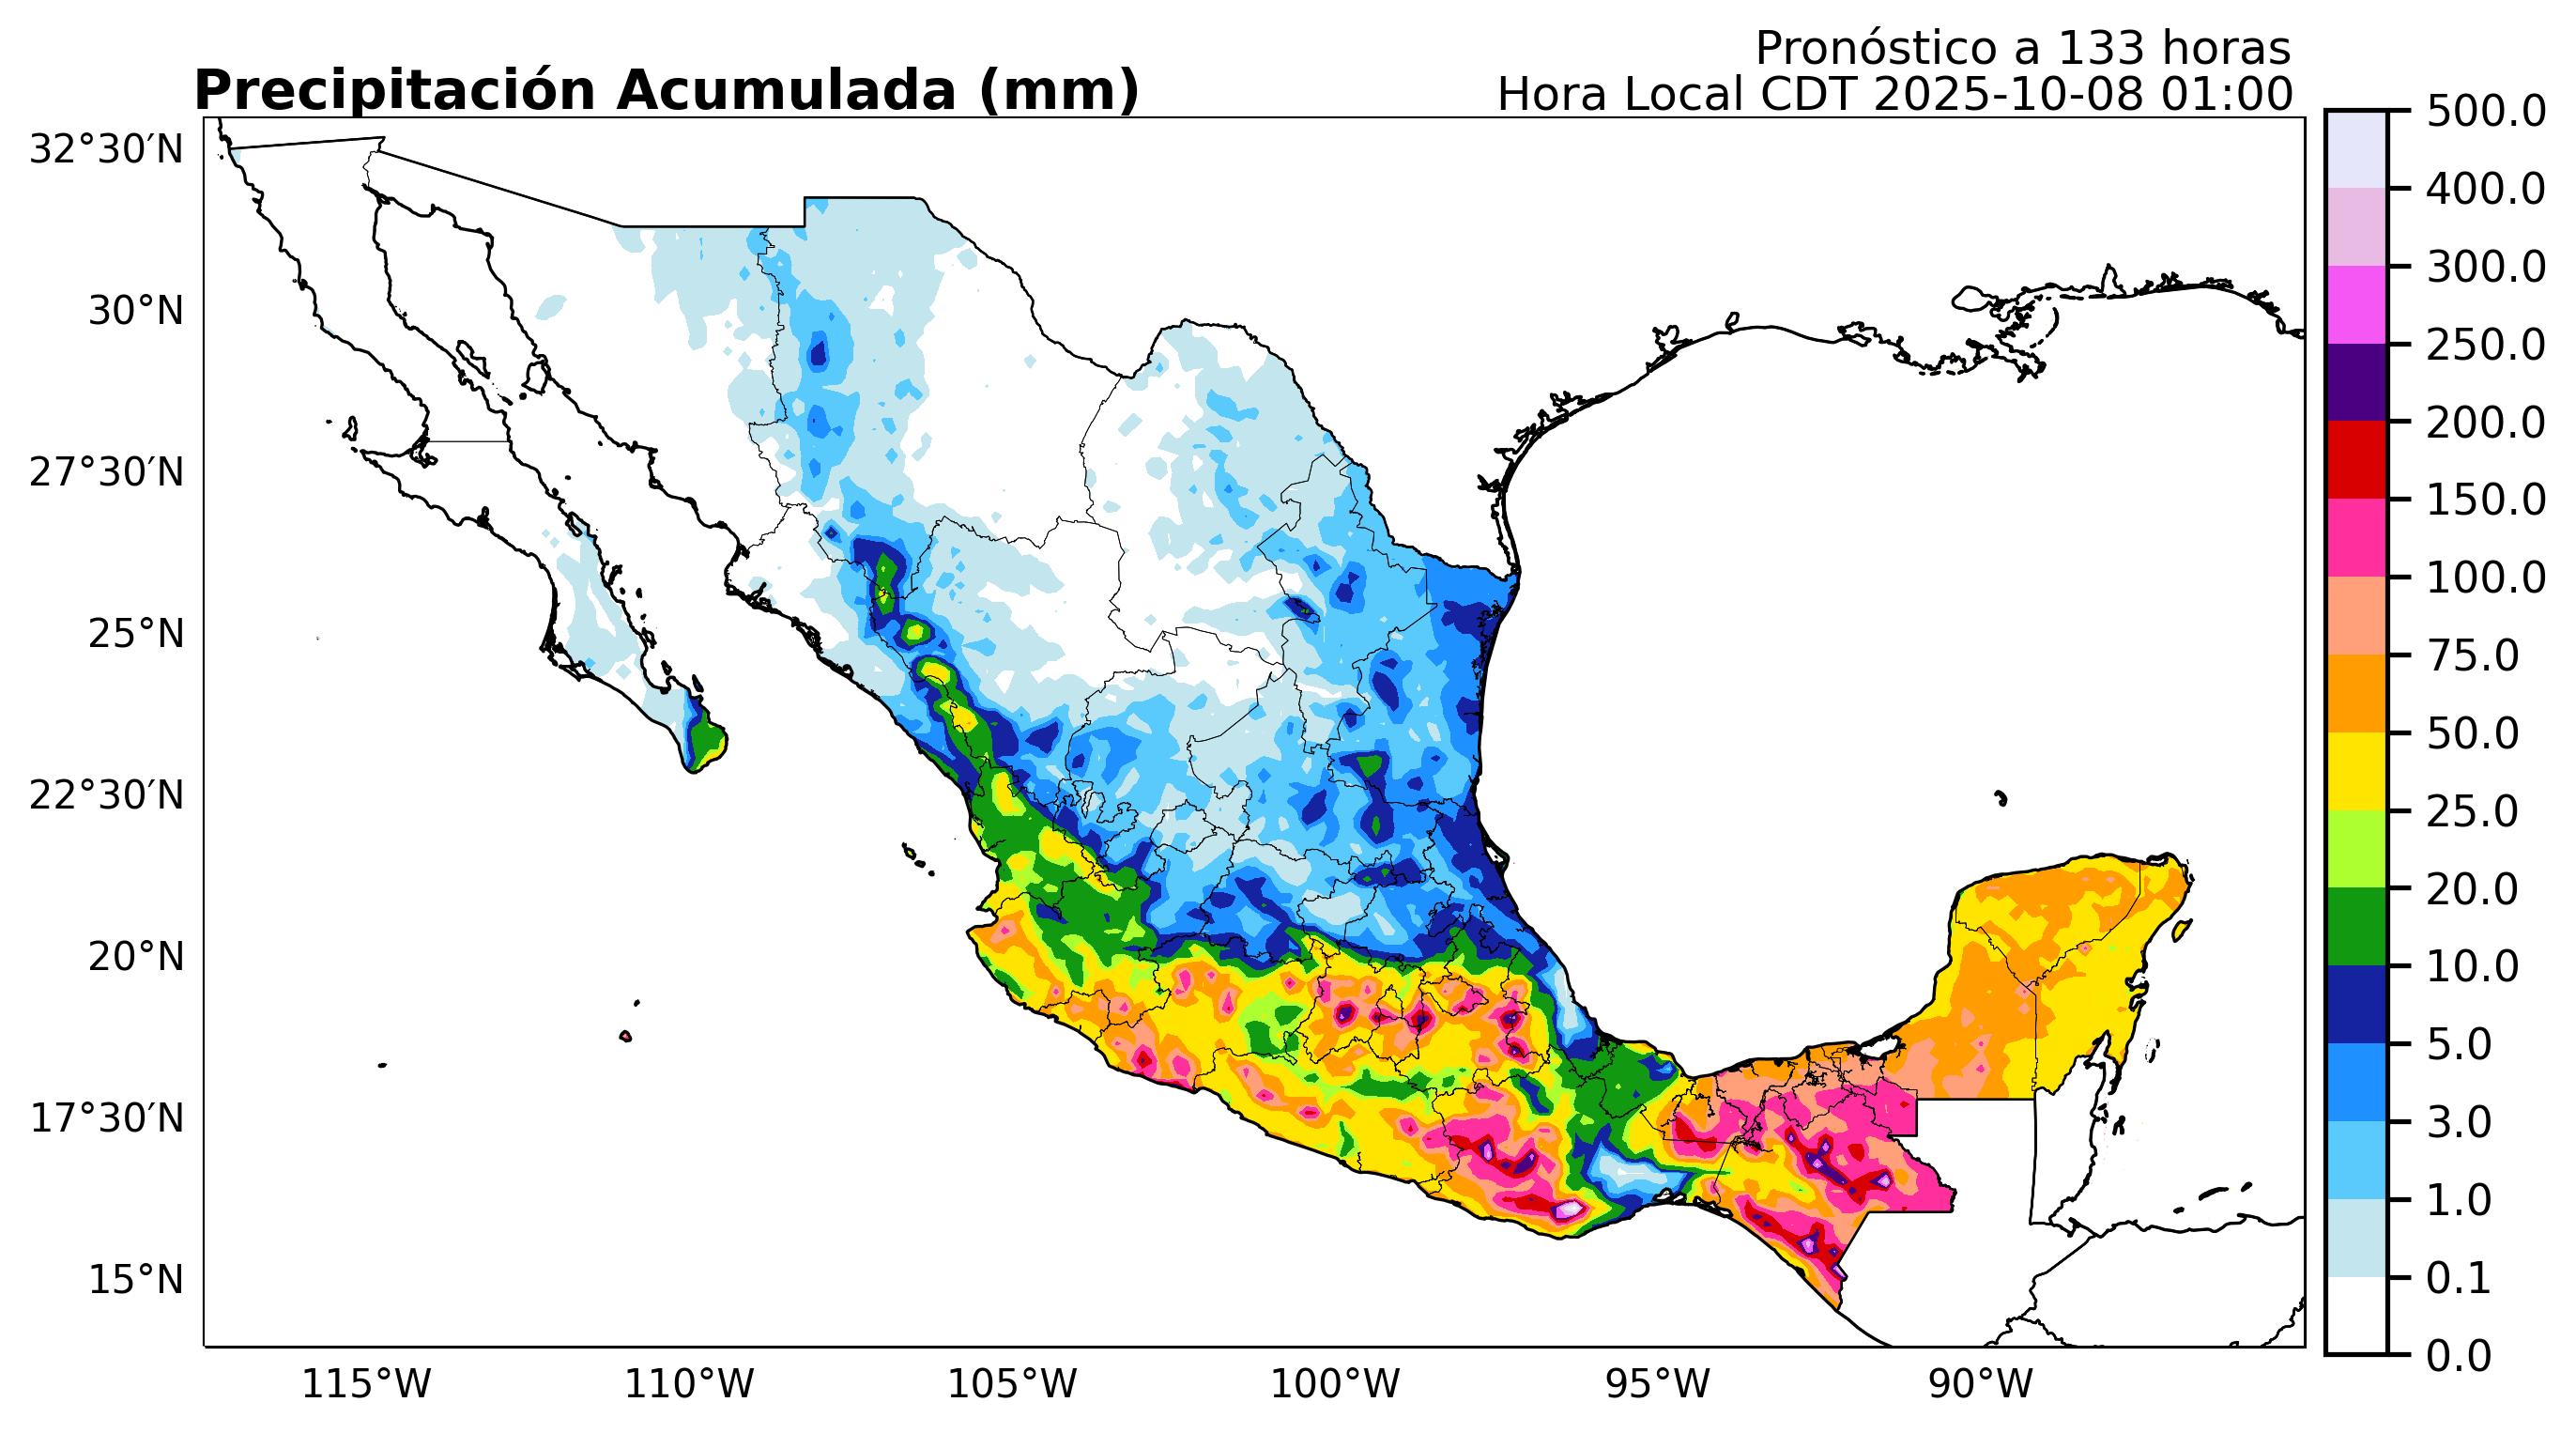 Pronóstico a 133 horas
Precipitación Acumulada (mm)
Hora Local CDT 2025-10-08 01:00
32°30′N
30°N
27°30′N
25°N
22°30′N
20°N
17°30′N
15°N
115°W
110°W
105°W
100°W
95°W
90°W
500.0
400.0
300.0
250.0
200.0
150.0
100.0
75.0
50.0
25.0
20.0
10.0
5.0
3.0
1.0
0.1
0.0